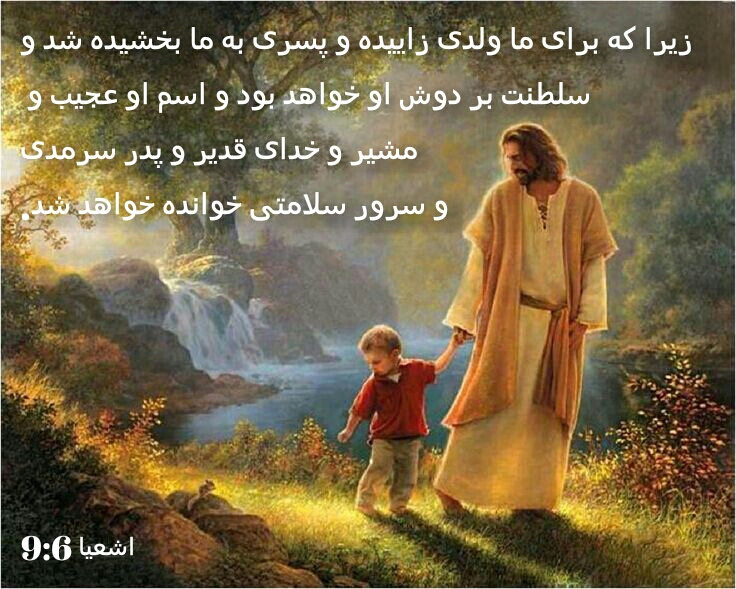 زیرا که برای ما ولدی زاییده و پسری به ما بخشیده شد و
سلطنت بر دوش او خواهد بود و اسم او عجیب و
مشیر و خدای قدیر و پدر سرمدی
و سرور سلامتی خوانده خواهد شد.
اشعیا 9:6